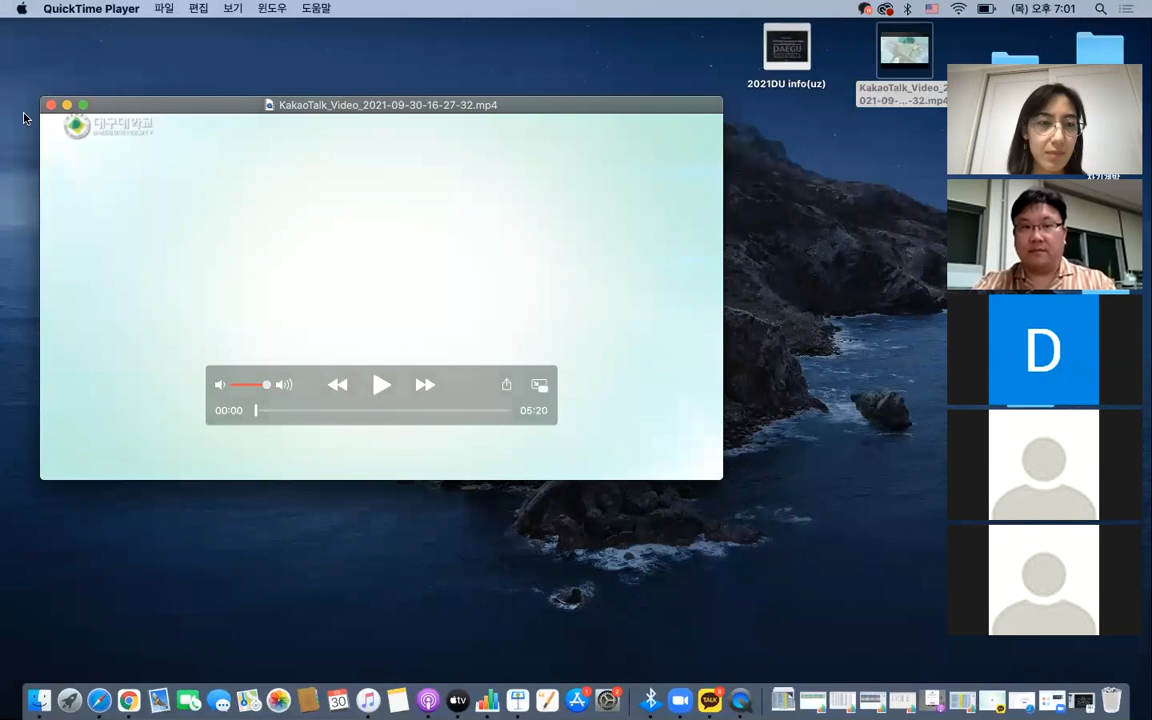 QuickTime Player 파일 편집 보기 윈도우 도움말
(목) 오후 7:01
2021DU info(uz)
KakaoTalk_Video_2
021-09-...-32.mp4
KakaoTalk_Video_2021-09-30-16-27-32.mp4
대구대학교
00:00
05:20
D
30
TALK
tv